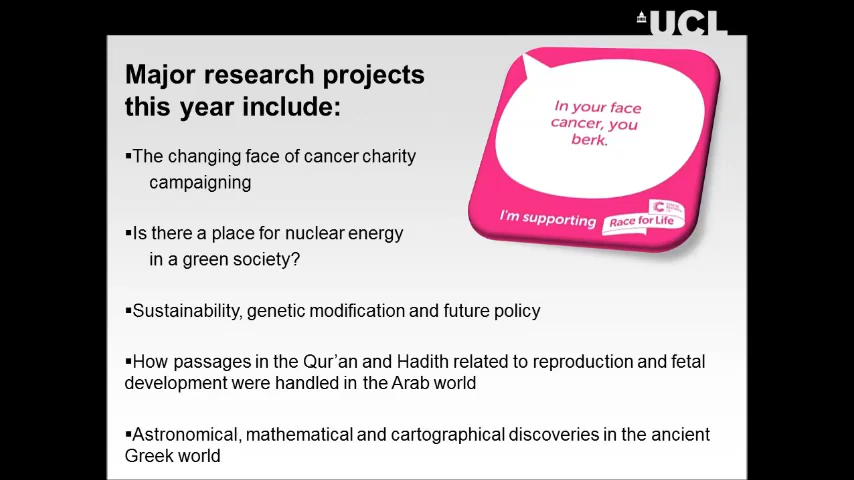 UCL
Major research projects
this year include:
▪The changing face of cancer charity
campaigning
▪Is there a place for nuclear energy
in a green society?
▪Sustainability, genetic modification and future policy
▪How passages in the Qur’an and Hadith related to reproduction and fetal
development were handled in the Arab world
▪Astronomical, mathematical and cartographical discoveries in the ancient
Greek world
In your face
cancer, you
berk.
I'm supporting
Race for Life